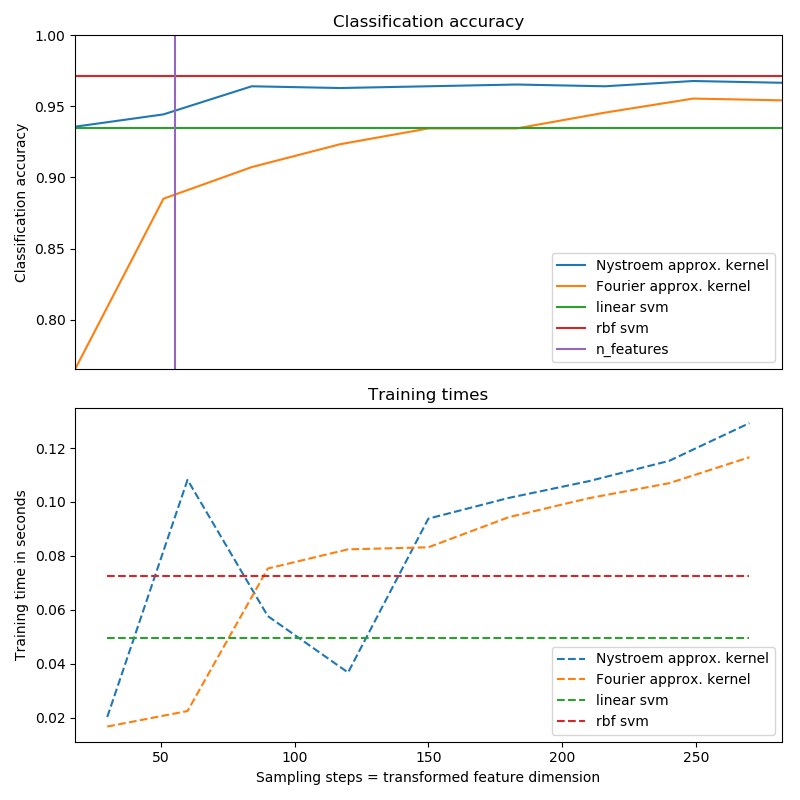 Classification accuracy
1.00
0.95
0.90
0.85
0.80
Classification accuracy
Nystroem approx. kernel
Fourier approx. kernel
linear svm
rbf svm
n_features
Training times
0.12
0.10
0.08
0.06
0.04
0.02
Training time in seconds
Nystroem approx. kernel
Fourier approx. kernel
linear svm
rbf svm
50 100 150 200 250
Sampling steps = transformed feature dimension